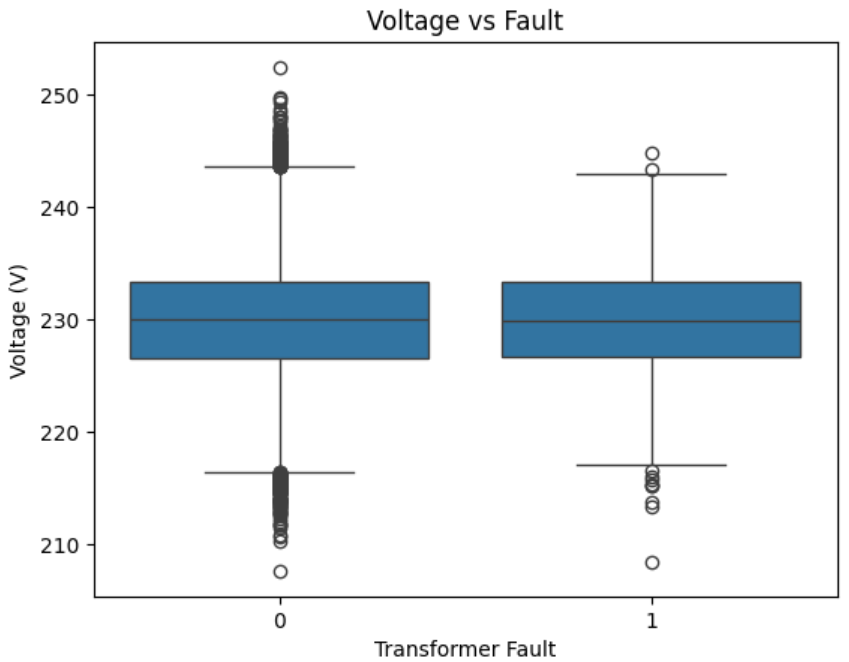 Voltage vs Fault
Voltage (V)
250
240
230
220
210
0 1
Transformer Fault